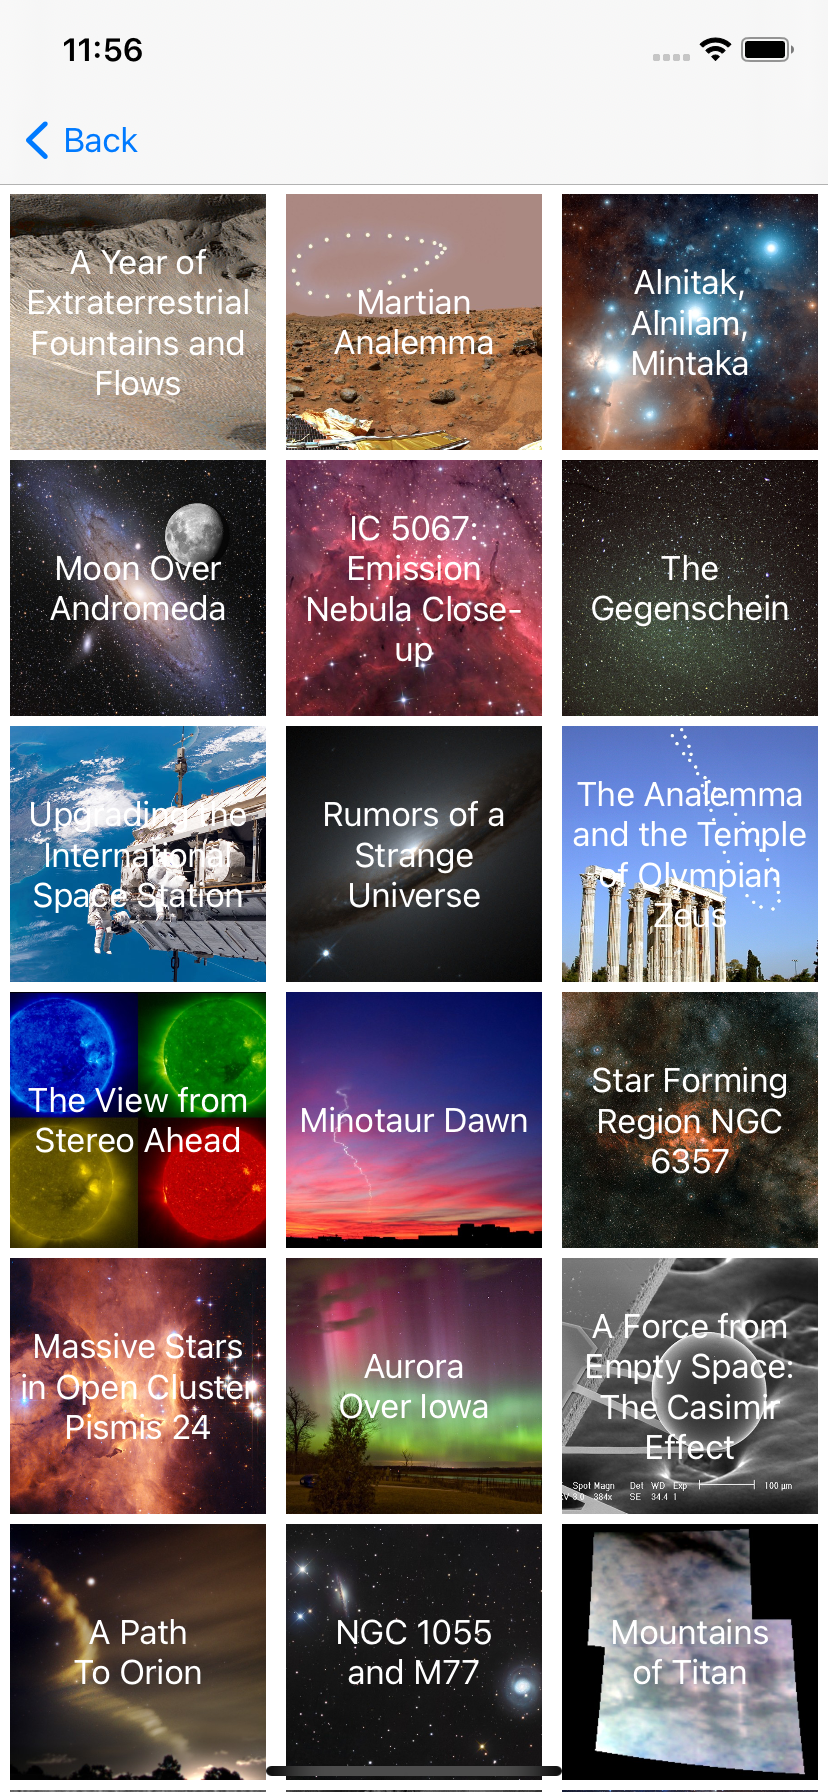 11:56
Back
A Year of
Extraterrestrial
Fountains and
Flows
Martian
Analemma
Alnitak,
Alnilam,
Mintaka
Moon Over
Andromeda
IC 5067:
Emission
Nebula Close-
up
The
Gegenschein
Upgrading the
International
Space Station
Rumors of a
Strange
Universe
The Analemma
and the Temple
of Olympian
Zeus
The View from
Stereo Ahead
Minotaur Dawn
Star Forming
Region NGC
6357
Massive Stars
in Open Cluster
Pismis 24
Aurora
Over Iowa
A Force from
Empty Space:
The Casimir
Effect
Spot Magn Det WD Exp 100 µm
384x SE 34.4 1
A Path
To Orion
NGC 1055
and M77
Mountains
of Titan